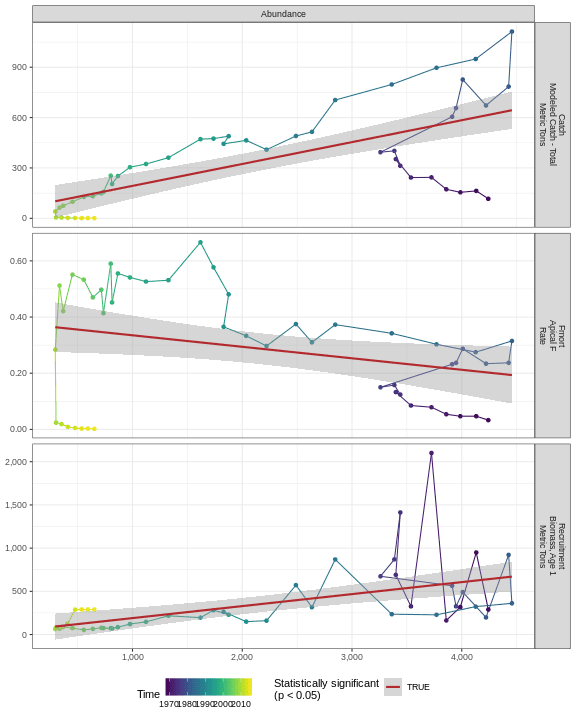 Abundance
900
600
300
0
Catch
Modeled Catch - Total
Metric Tons
0.60
0.40
0.20
0.00
Fmort
Apical F
Rate
2,000
1,500
1,000
500
0
Recruitment
Biomass, Age 1
Metric Tons
1,000
2,000
3,000
4,000
Time
1970
1980
1990
2000
2010
Statistically significant
(p < 0.05)
TRUE